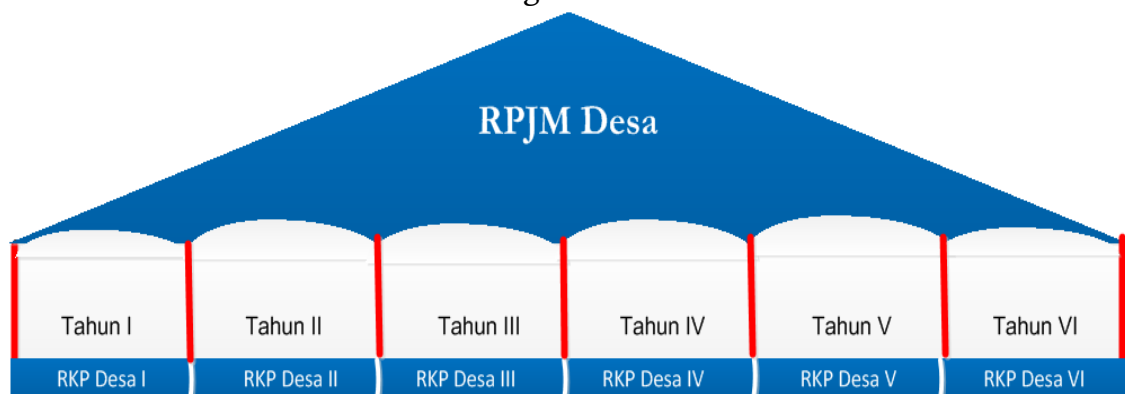 RPJM Desa
Tahun I
Tahun II
Tahun III
Tahun IV
Tahun V
Tahun VI
RKP Desa I
RKP Desa II
RKP Desa III
RKP Desa IV
RKP Desa V
RKP Desa VI